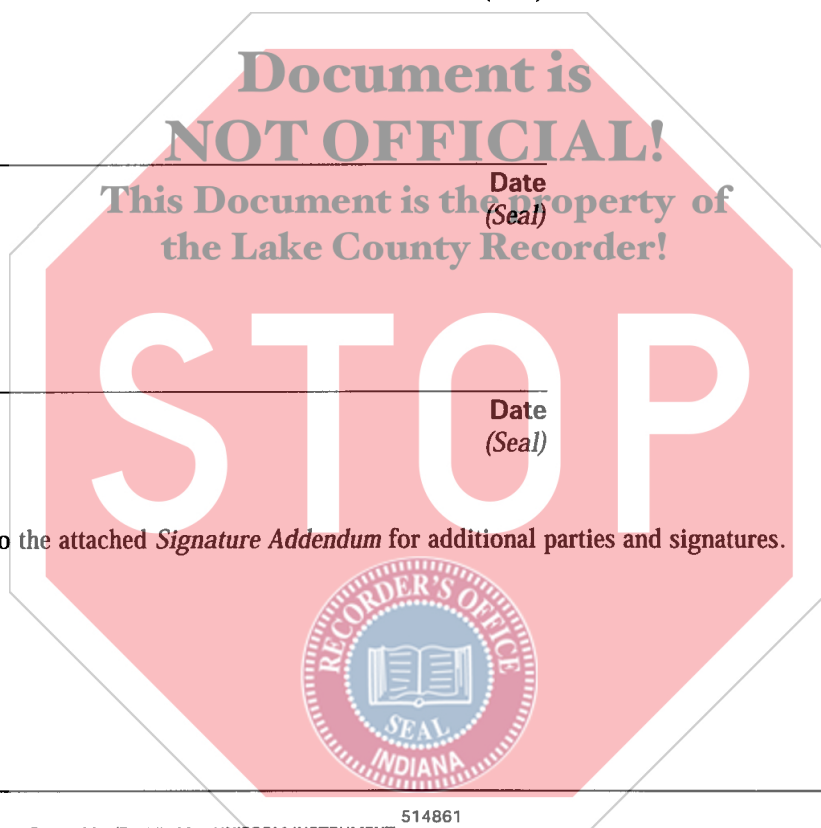 Document is
NOT OFFICIAL!
Date
This Document is the property of
(Seal)
the Lake County Recorder!
STOP
Date
(Seal)
the attached Signature Addendum for additional parties and signatures.
RECORDER'S OFFICE
SEAL
INDIANA
514861